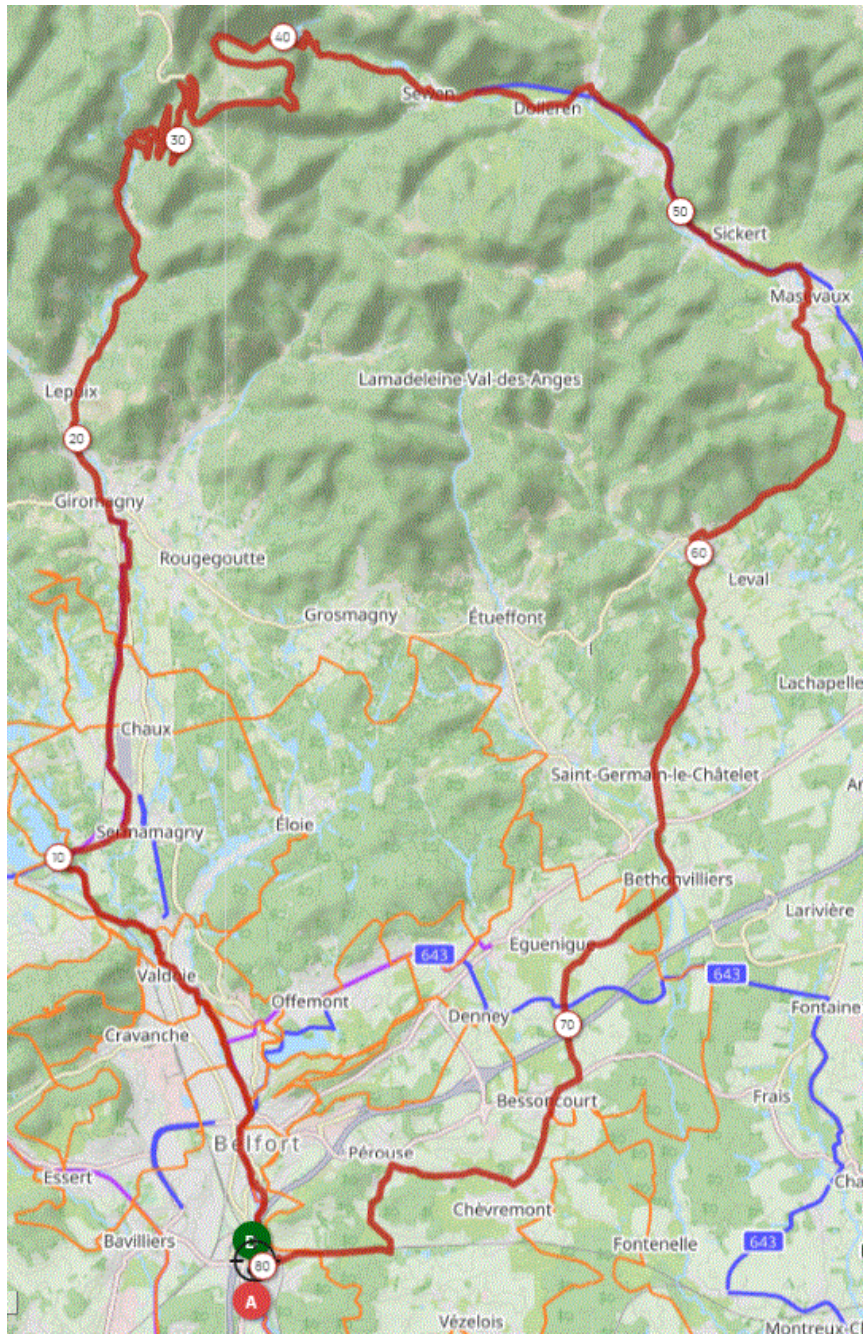 40
Sewen
Dolleren
30
50
Sickert
Masevaux
Lamadeleine-Val-des-Anges
Lepuix
20
Giromagny
60
Rougegoutte
Leval
Grosmagny
Étueffont
Lachapelle
Chaux
Saint-Germain-le-Châtelet
Sermamagny
Éloie
10
Bethonvilliers
Larivière
Eguenigue
643
643
Valdoie
Offemont
Denney
Fontaine
70
Cravanche
Bessoncourt
Frais
Belfort
Pérouse
Essert
Cha
Chèvremont
Bavilliers
643
Fontenelle
80
A
Vézelois
Montreux-C